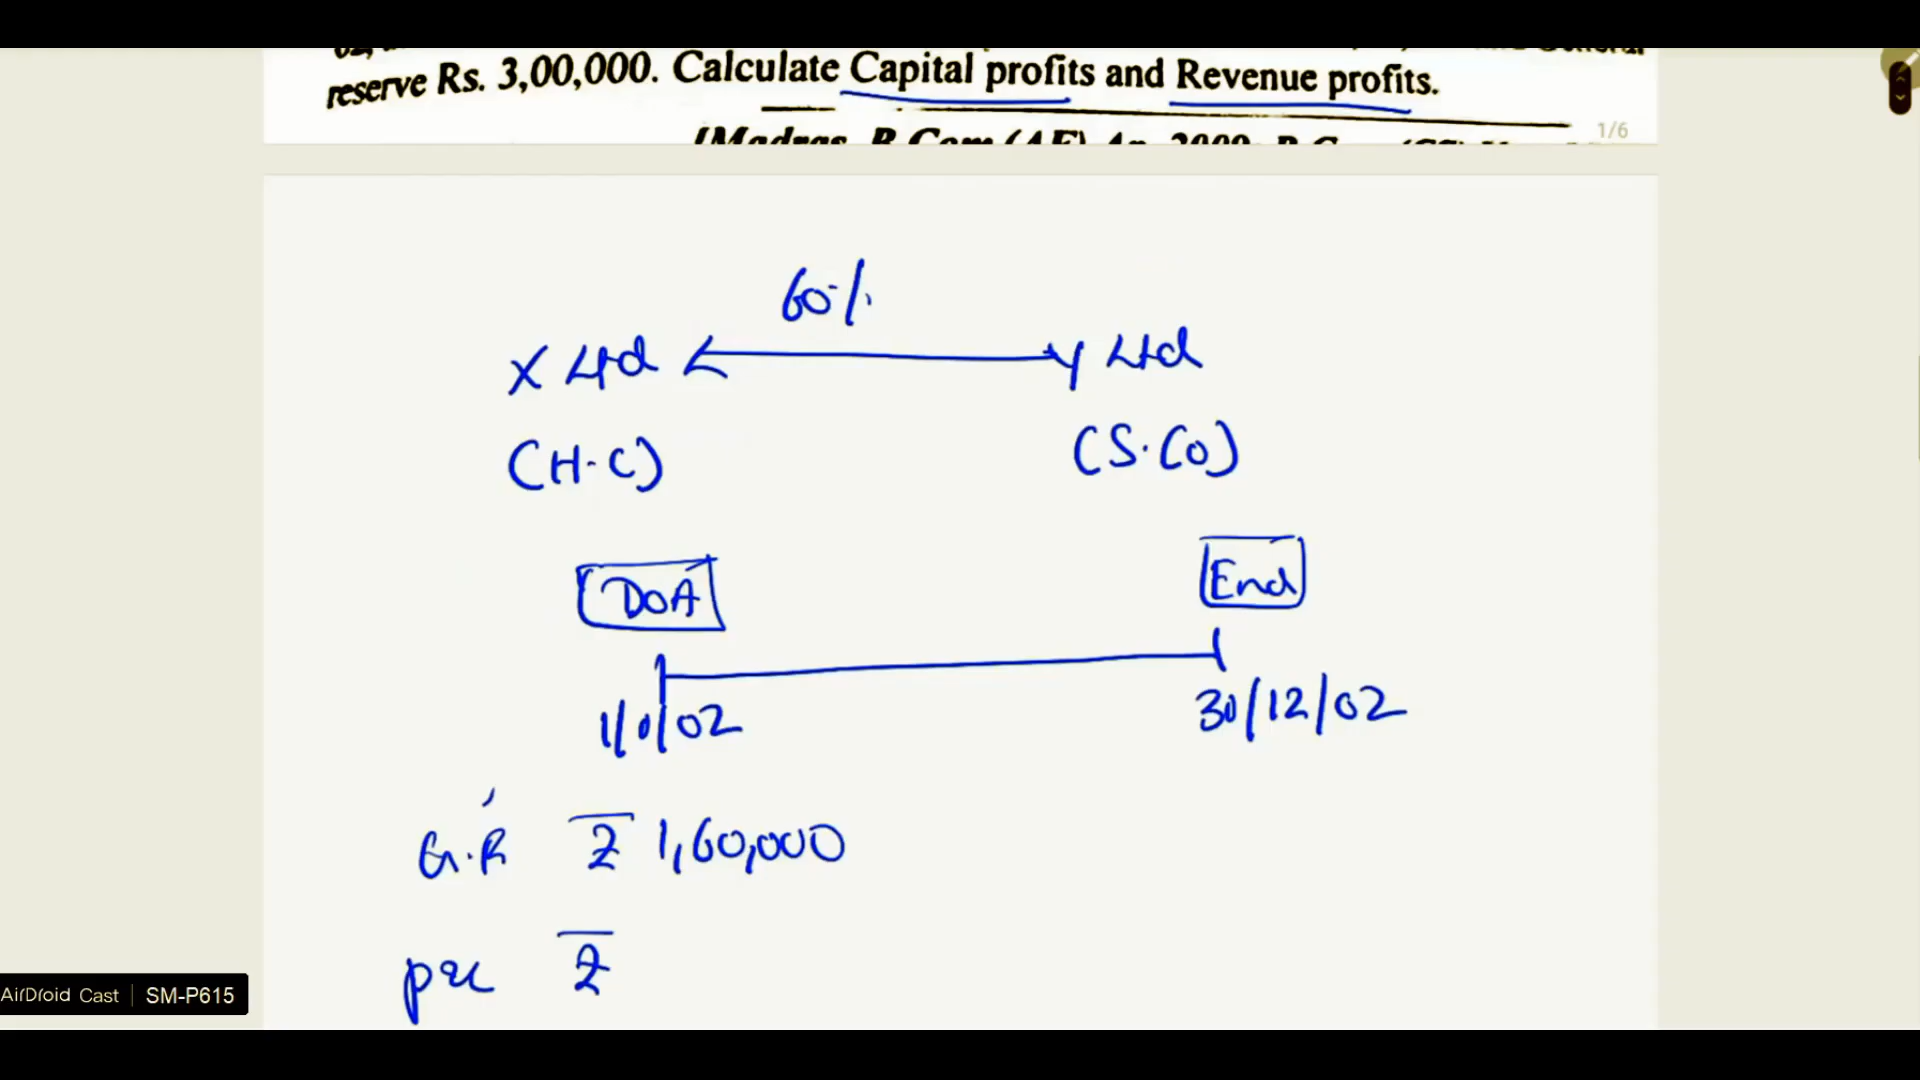 reserve Rs. 3,00,000. Calculate Capital profits and Revenue profits.
1/6
60%
X Ltd Y Ltd
(H.C) (S.Co)
DOA End
1/1/02 30/12/02
G.R ₹ 1,60,000
P&L ₹
AirDroid Cast | SM-P615